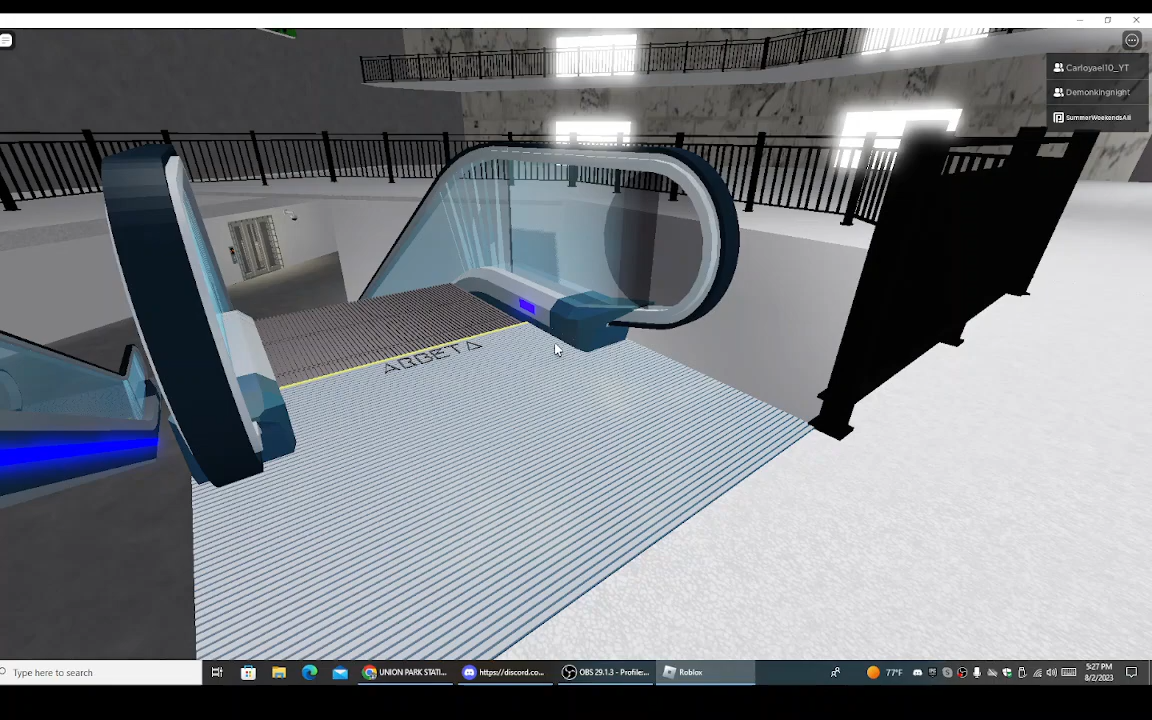 Carloyael10_YT
Demonkingnight
SummerWeekendsAli
ABBETA
Type here to search
UNION PARK STATI...
https://discord.co...
OBS 29.1.3 - Profile:...
Roblox
77°F
5:27 PM
8/2/2023